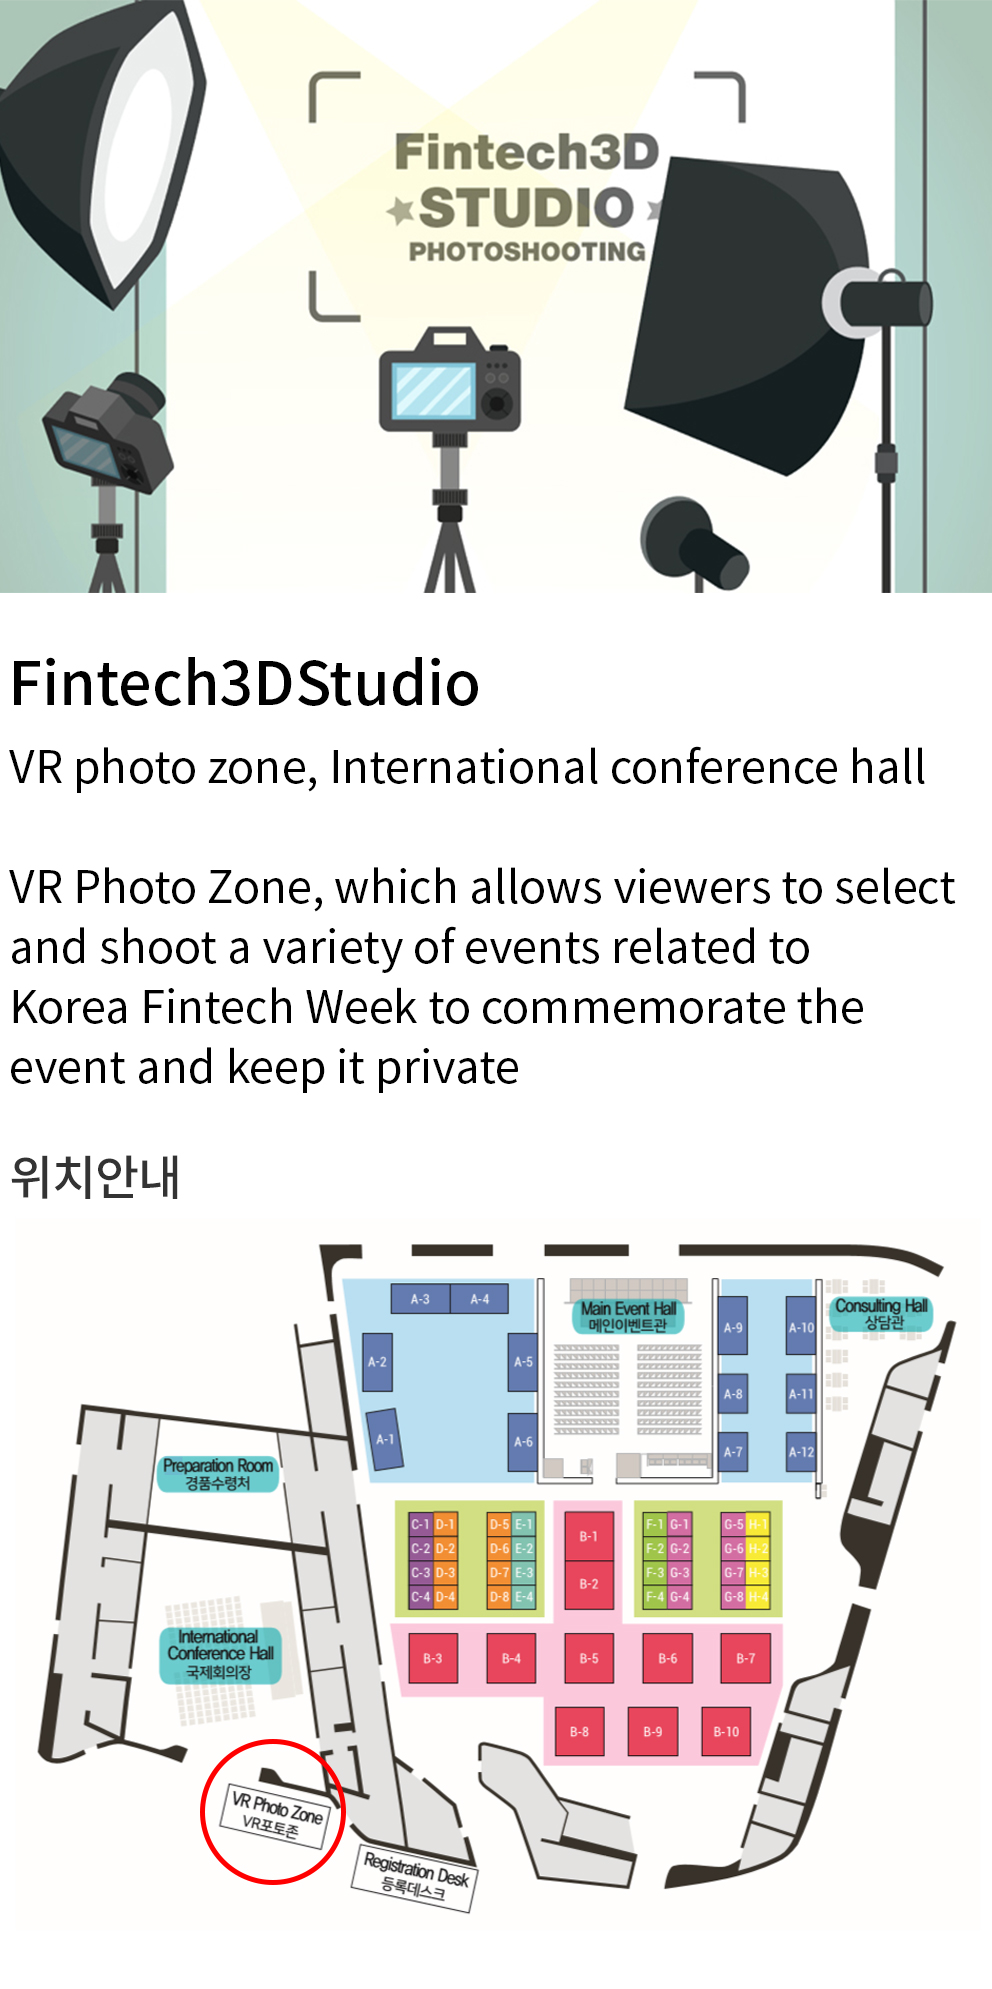 Fintech3D
STUDIO
PHOTOSHOOTING
Fintech3DStudio
VR photo zone, International conference hall
VR Photo Zone, which allows viewers to select
and shoot a variety of events related to
Korea Fintech Week to commemorate the
event and keep it private
위치안내
A-3 A-4
Main Event Hall
메인이벤트관
Consulting Hall
상담관
A-9 A-10
A-2 A-5
A-8 A-11
A-1 A-6
A-7 A-12
Preparation Room
경품수령처
C-1 D-1 D-5 E-1
C-2 D-2 D-6 E-2
C-3 D-3 D-7 E-3
C-4 D-4 D-8 E-4
B-1
B-2
F-1 G-1 G-5 H-1
F-2 G-2 G-6 H-2
F-3 G-3 G-7 H-3
F-4 G-4 G-8 H-4
International
Conference Hall
국제회의장
B-3 B-4 B-5 B-6 B-7
B-8 B-9 B-10
VR Photo Zone
VR포토존
Registration Desk
등록데스크